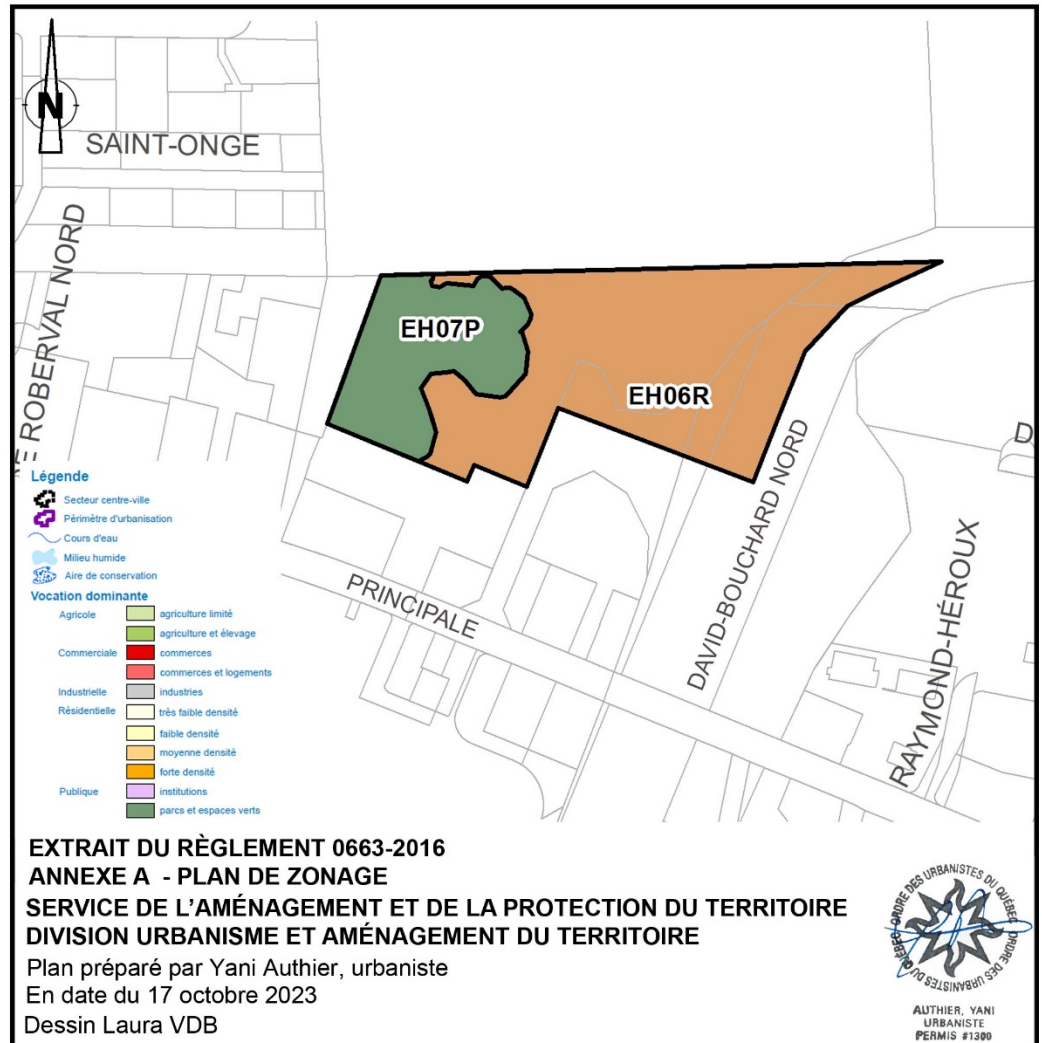 N
SAINT-ONGE
E ROBERVAL NORD
EH07P
EH06R
D
DAVID-BOUCHARD NORD
RAYMOND-HÉROUX
PRINCIPALE
Légende
Secteur centre-ville
Périmètre d'urbanisation
Cours d'eau
Milieu humide
Aire de conservation
Vocation dominante
Agricole agriculture limité
agriculture et élevage
Commerciale commerces
commerces et logements
Industrielle industries
Résidentielle très faible densité
faible densité
moyenne densité
forte densité
Publique institutions
parcs et espaces verts
EXTRAIT DU RÈGLEMENT 0663-2016
ANNEXE A - PLAN DE ZONAGE
SERVICE DE L'AMÉNAGEMENT ET DE LA PROTECTION DU TERRITOIRE
DIVISION URBANISME ET AMÉNAGEMENT DU TERRITOIRE
Plan préparé par Yani Authier, urbaniste
En date du 17 octobre 2023
Dessin Laura VDB
ORDRE DES URBANISTES DU QUÉBEC
ORDRE DES URBANISTES DU QUÉBEC
AUTHIER, YANI
URBANISTE
PERMIS #1300